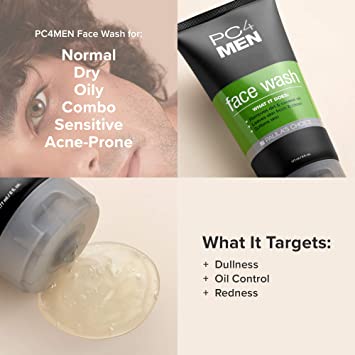 PC4MEN Face Wash for:
Normal
Dry
Oily
Combo
Sensitive
Acne-Prone
PC4
MEN
face wash
WHAT IT DOES:
PAULA'S CHOICE
What It Targets:
+ Dullness
+ Oil Control
+ Redness